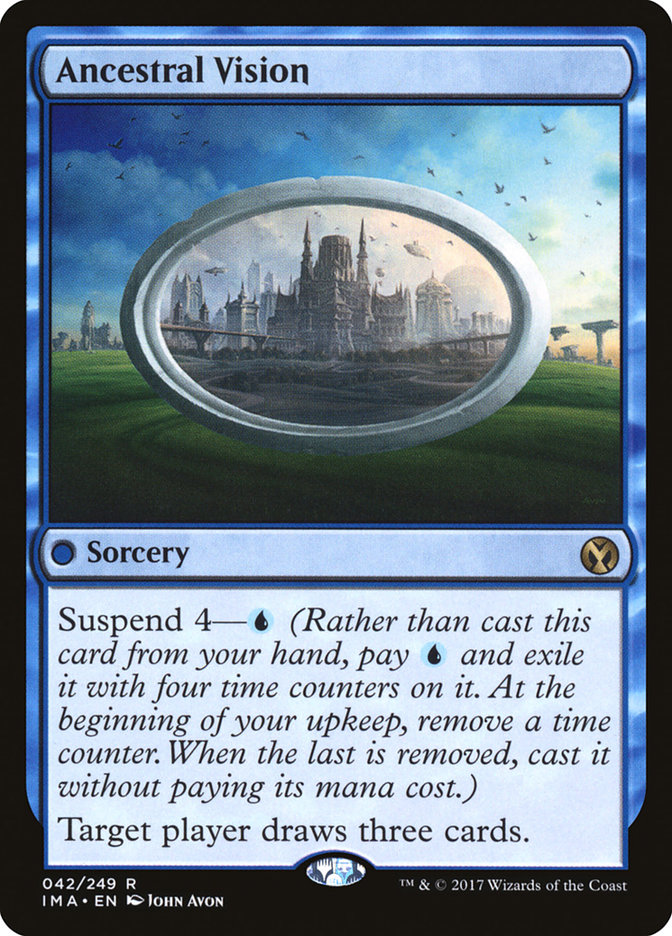 Ancestral Vision
Sorcery
Suspend 4— (Rather than cast this
card from your hand, pay and exile
it with four time counters on it. At the
beginning of your upkeep, remove a time
counter. When the last is removed, cast it
without paying its mana cost.)
Target player draws three cards.
042/249 R
IMA • EN John Avon
™ & © 2017 Wizards of the Coast